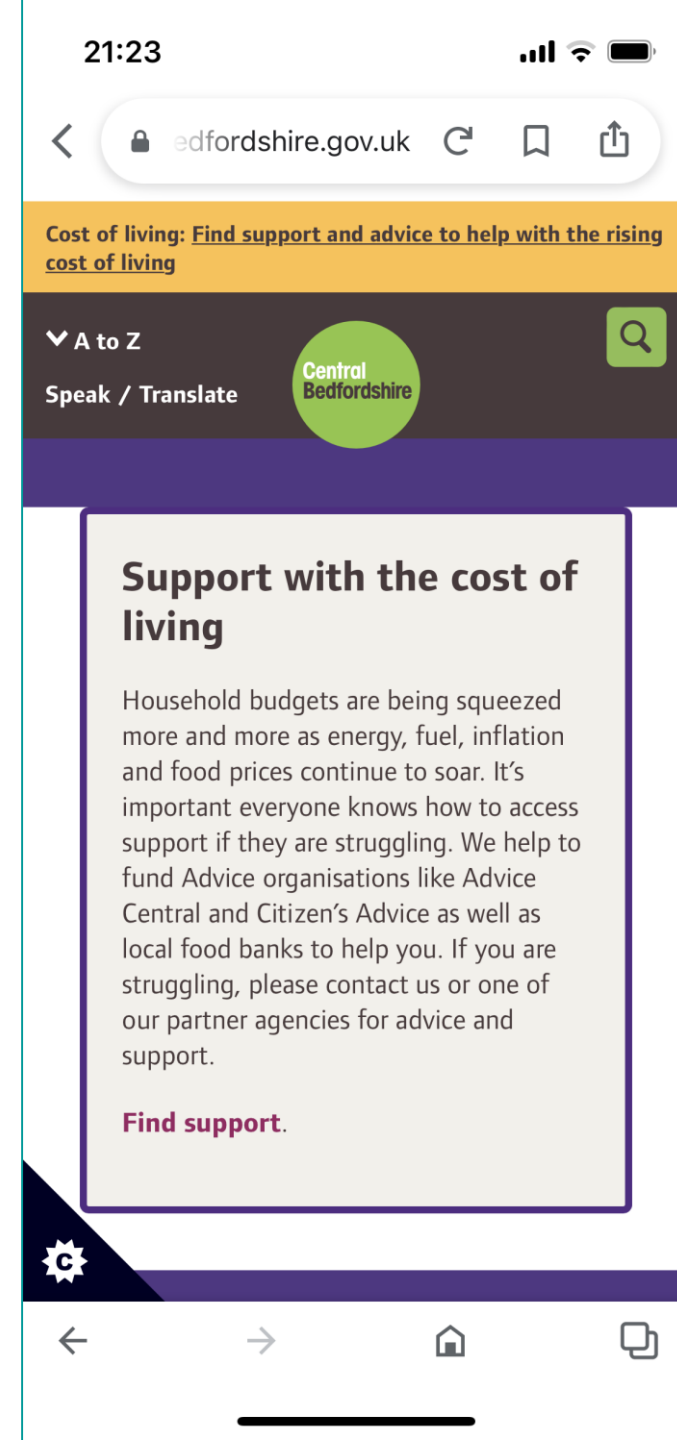 21:23
edfordshire.gov.uk
Cost of living: Find support and advice to help with the rising
cost of living
A to Z
Speak / Translate
Central
Bedfordshire
Support with the cost of
living
Household budgets are being squeezed
more and more as energy, fuel, inflation
and food prices continue to soar. It’s
important everyone knows how to access
support if they are struggling. We help to
fund Advice organisations like Advice
Central and Citizen’s Advice as well as
local food banks to help you. If you are
struggling, please contact us or one of
our partner agencies for advice and
support.
Find support.
C